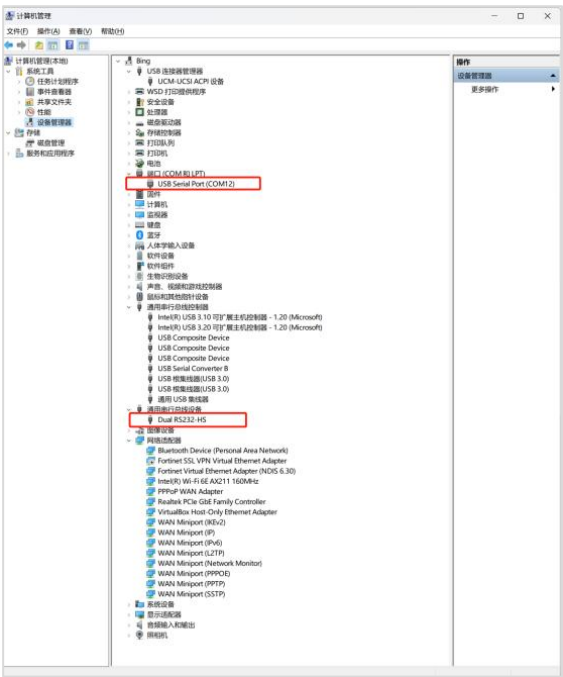 计算机管理
文件(F) 操作(A) 查看(V) 帮助(H)
计算机管理(本地)
系统工具
任务计划程序
事件查看器
共享文件夹
性能
设备管理器
存储
磁盘管理
服务和应用程序
Bing
USB 连接器管理器
UCM-UCSI ACPI 设备
WSD 打印提供程序
安全设备
处理器
磁盘驱动器
存储控制器
打印队列
打印机
电池
端口 (COM 和 LPT)
USB Serial Port (COM12)
固件
计算机
监视器
键盘
蓝牙
人体学输入设备
软件设备
软件组件
生物识别设备
声音、视频和游戏控制器
鼠标和其他指针设备
通用串行总线控制器
Intel(R) USB 3.10 可扩展主机控制器 - 1.20 (Microsoft)
Intel(R) USB 3.20 可扩展主机控制器 - 1.20 (Microsoft)
USB Composite Device
USB Composite Device
USB Composite Device
USB Serial Converter B
USB 根集线器(USB 3.0)
USB 根集线器(USB 3.0)
通用 USB 集线器
通用串行总线设备
Dual RS232-HS
图像设备
网络适配器
Bluetooth Device (Personal Area Network)
Fortinet SSL VPN Virtual Ethernet Adapter
Fortinet Virtual Ethernet Adapter (NDIS 6.30)
Intel(R) Wi-Fi 6E AX211 160MHz
PPPoP WAN Adapter
Realtek PCIe GbE Family Controller
VirtualBox Host-Only Ethernet Adapter
WAN Miniport (IKEv2)
WAN Miniport (IP)
WAN Miniport (IPv6)
WAN Miniport (L2TP)
WAN Miniport (Network Monitor)
WAN Miniport (PPPOE)
WAN Miniport (PPTP)
WAN Miniport (SSTP)
系统设备
显示适配器
音频输入和输出
照相机
操作
设备管理器
更多操作